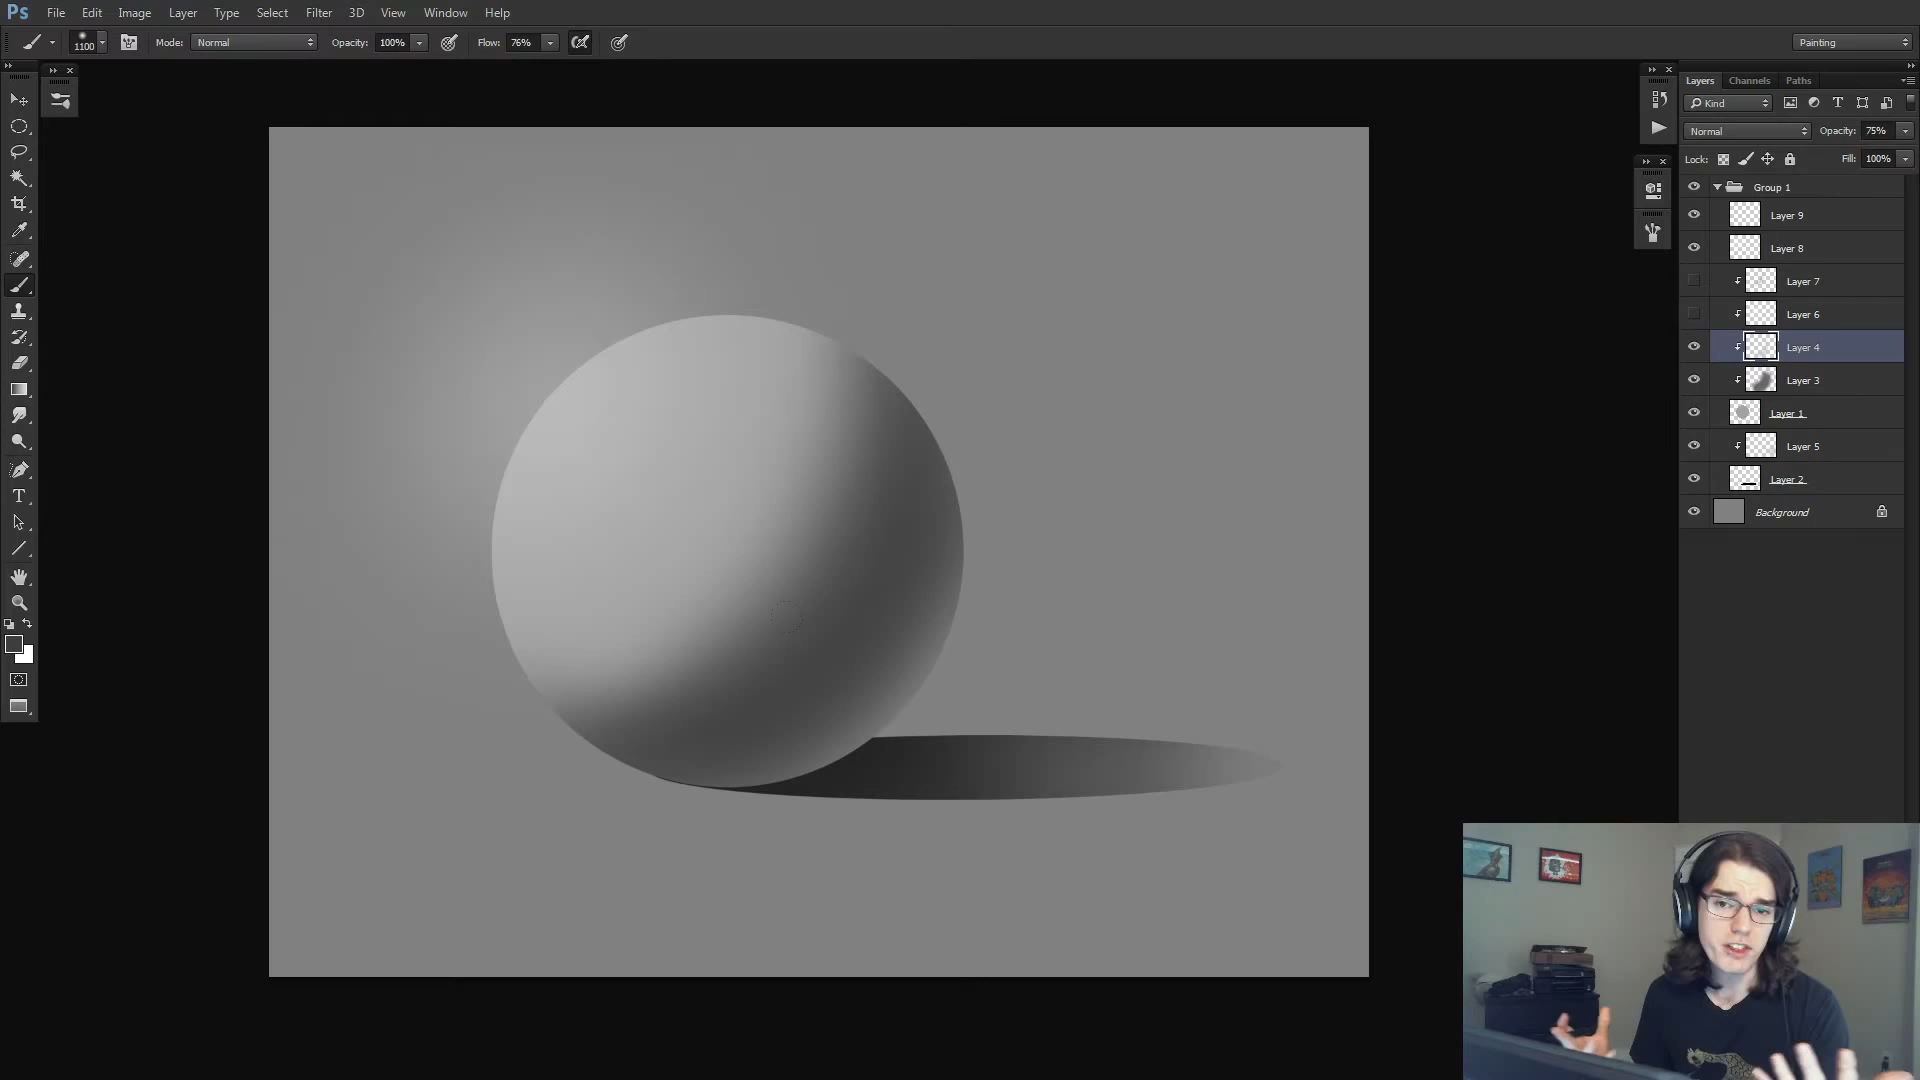 Ps File Edit Image Layer Type Select Filter 3D View Window Help
1100 Mode: Normal Opacity: 100% Flow: 76% Painting
Layers Channels Paths
Kind
Normal Opacity: 75%
Lock: Fill: 100%
Group 1
Layer 9
Layer 8
Layer 7
Layer 6
Layer 4
Layer 3
Layer 1
Layer 5
Layer 2
Background